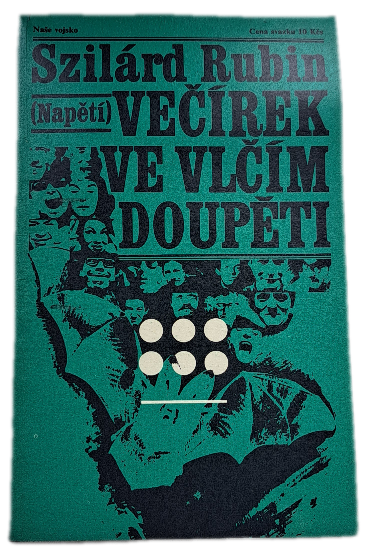 Naše vojsko
Cena svazku 10 Kčs
Szilárd Rubin
(Napětí) VEČÍREK
VE VLČÍM
DOUPĚTI